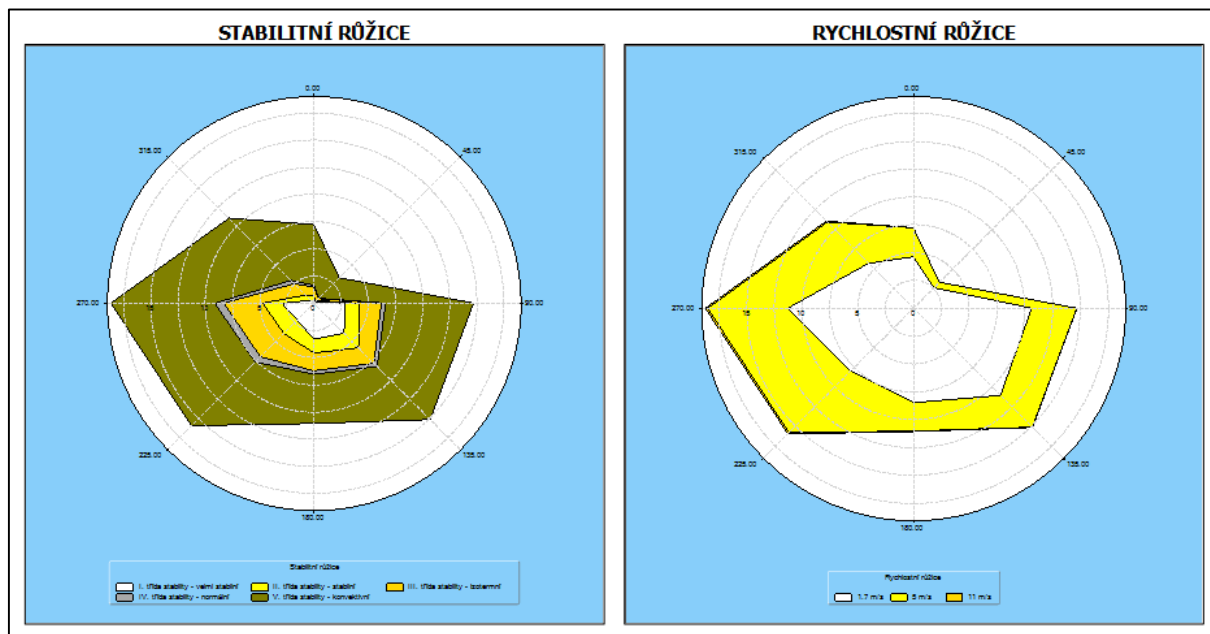 STABILITNÍ RŮŽICE
0.00
315.00
45.00
270.00
15
5
0
90.00
225.00
135.00
180.00
Stabilitní růžice
I. třída stability - velmi stabilní
II. třída stability - stabilní
III. třída stability - izotermní
IV. třída stability - normální
V. třída stability - konvektivní
RYCHLOSTNÍ RŮŽICE
0.00
315.00
45.00
270.00
15
10
5
0
90.00
225.00
135.00
180.00
Rychlostní růžice
1.7 m/s
5 m/s
11 m/s